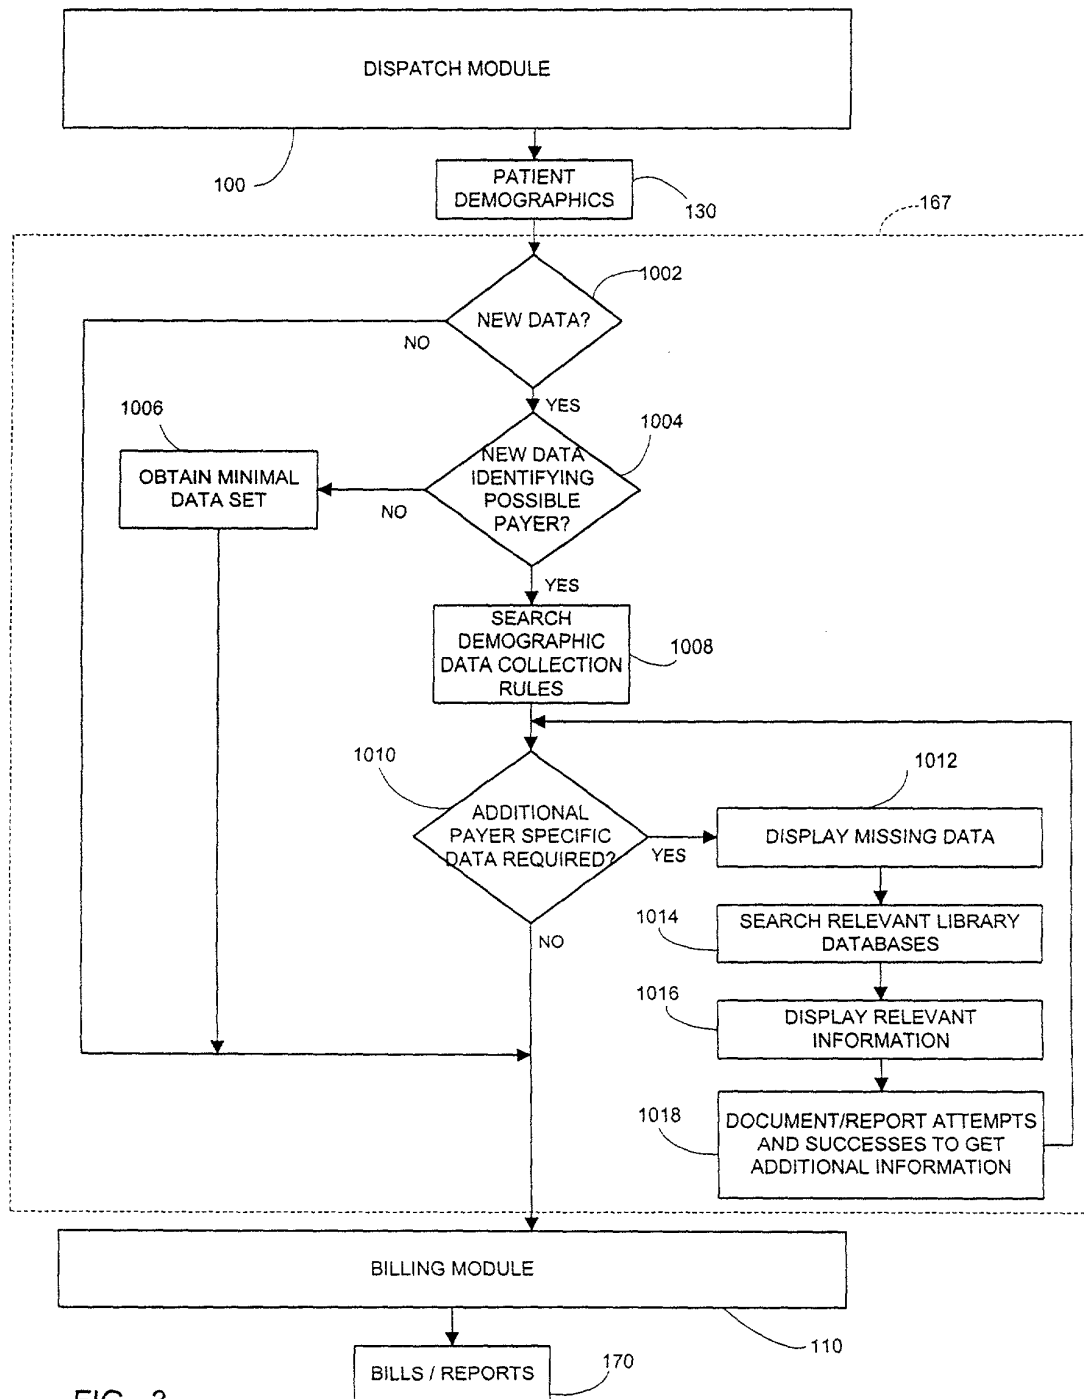 DISPATCH MODULE
100
PATIENT
DEMOGRAPHICS
130
167
1002
NEW DATA?
NO
YES
1006
1004
OBTAIN MINIMAL
DATA SET
NEW DATA
IDENTIFYING
POSSIBLE
PAYER?
NO
YES
SEARCH
DEMOGRAPHIC
DATA COLLECTION
RULES
1008
1010
1012
ADDITIONAL
PAYER SPECIFIC
DATA REQUIRED?
YES
DISPLAY MISSING DATA
NO
1014
SEARCH RELEVANT LIBRARY
DATABASES
1016
DISPLAY RELEVANT
INFORMATION
1018
DOCUMENT/REPORT ATTEMPTS
AND SUCCESSES TO GET
ADDITIONAL INFORMATION
BILLING MODULE
110
BILLS / REPORTS
170